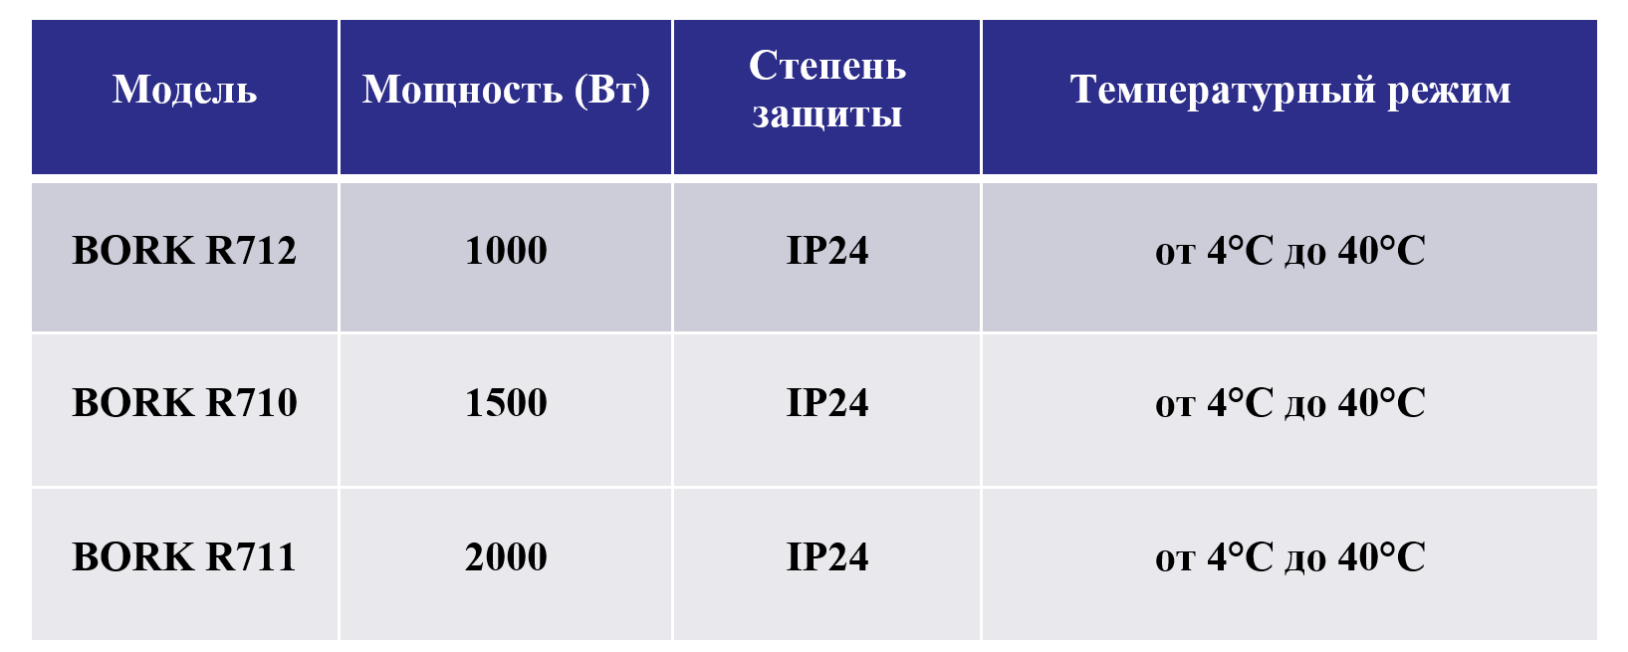 Модель Мощность (Вт) Степень защиты Температурный режим
BORK R712 1000 IP24 от 4°C до 40°C
BORK R710 1500 IP24 от 4°C до 40°C
BORK R711 2000 IP24 от 4°C до 40°C